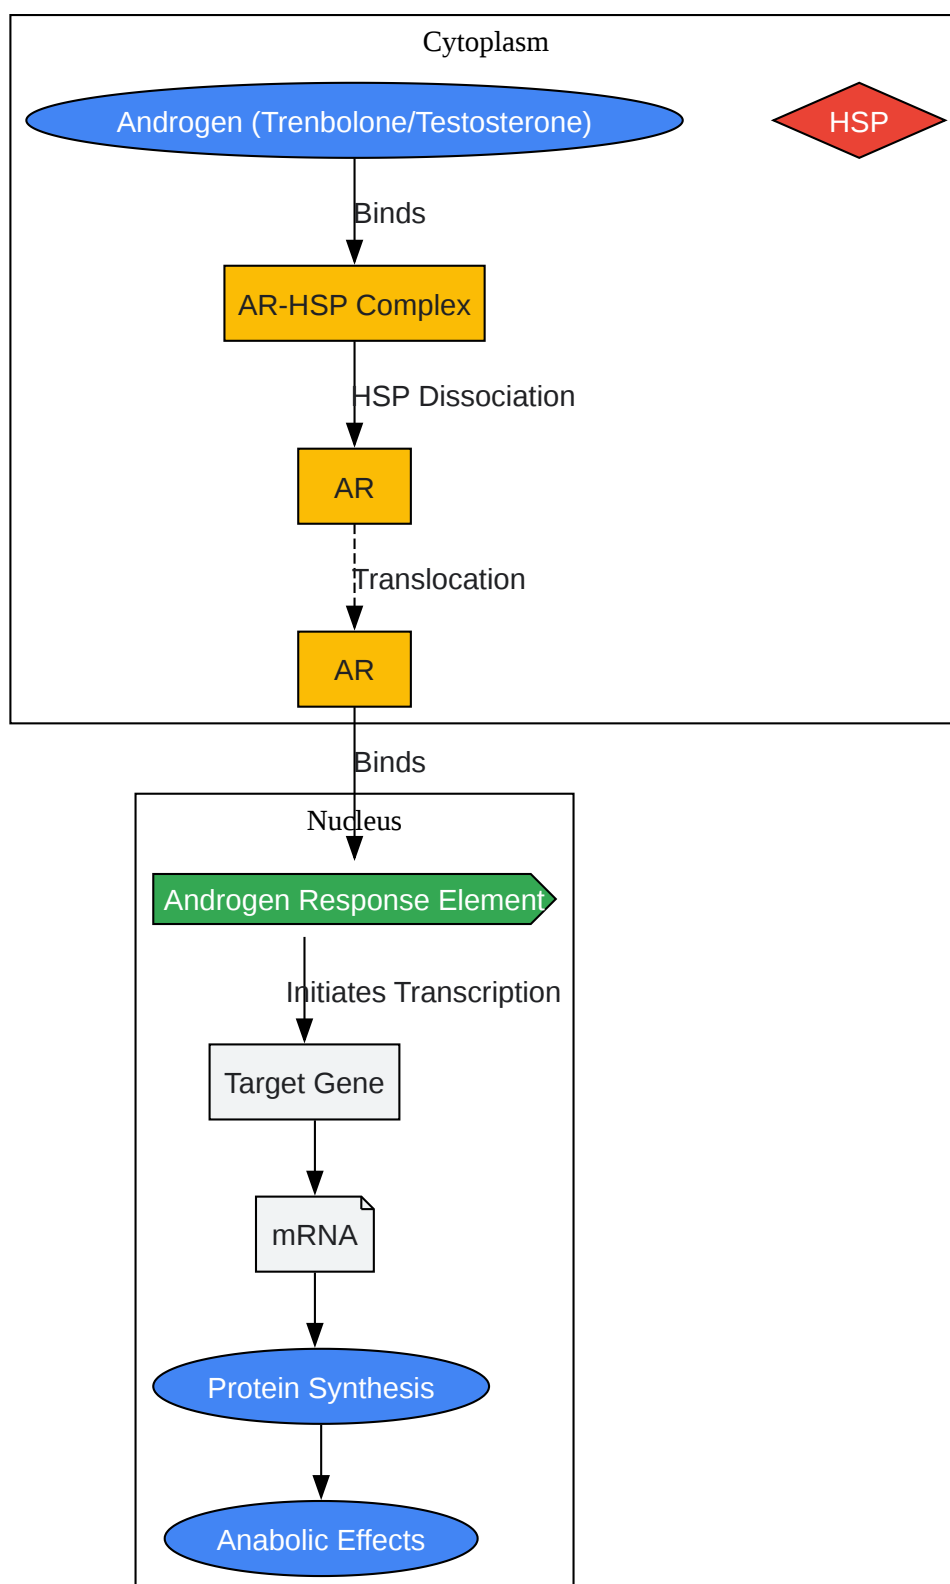 Cytoplasm
Androgen (Trenbolone/Testosterone)
HSP
Binds
AR-HSP Complex
HSP Dissociation
AR
Translocation
AR
Binds
Nucleus
Androgen Response Element
Initiates Transcription
Target Gene
mRNA
Protein Synthesis
Anabolic Effects